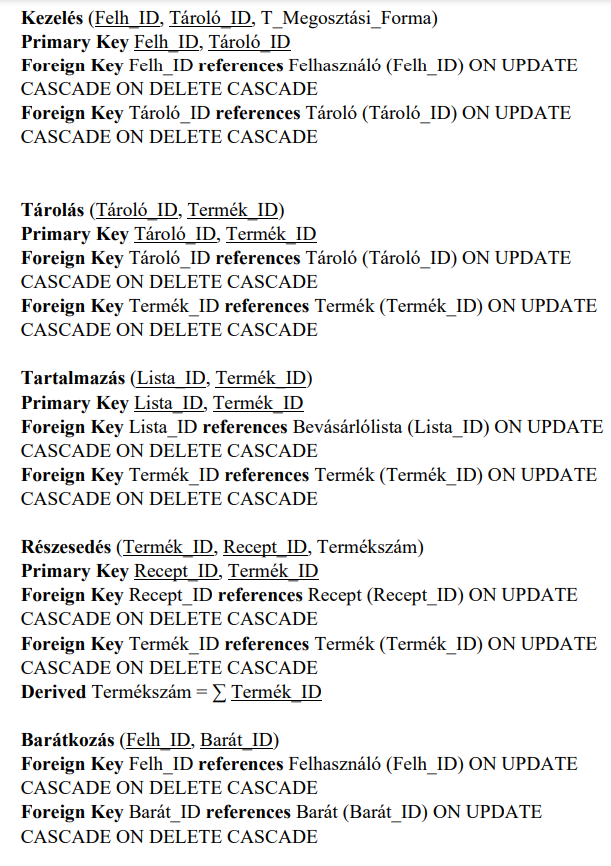 Kezelés (Felh_ID, Tároló_ID, T_Megosztási_Forma)
Primary Key Felh_ID, Tároló_ID
Foreign Key Felh_ID references Felhasználó (Felh_ID) ON UPDATE
CASCADE ON DELETE CASCADE
Foreign Key Tároló_ID references Tároló (Tároló_ID) ON UPDATE
CASCADE ON DELETE CASCADE
Tárolás (Tároló_ID, Termék_ID)
Primary Key Tároló_ID, Termék_ID
Foreign Key Tároló_ID references Tároló (Tároló_ID) ON UPDATE
CASCADE ON DELETE CASCADE
Foreign Key Termék_ID references Termék (Termék_ID) ON UPDATE
CASCADE ON DELETE CASCADE
Tartalmazás (Lista_ID, Termék_ID)
Primary Key Lista_ID, Termék_ID
Foreign Key Lista_ID references Bevásárlólista (Lista_ID) ON UPDATE
CASCADE ON DELETE CASCADE
Foreign Key Termék_ID references Termék (Termék_ID) ON UPDATE
CASCADE ON DELETE CASCADE
Részesedés (Termék_ID, Recept_ID, Termékszám)
Primary Key Recept_ID, Termék_ID
Foreign Key Recept_ID references Recept (Recept_ID) ON UPDATE
CASCADE ON DELETE CASCADE
Foreign Key Termék_ID references Termék (Termék_ID) ON UPDATE
CASCADE ON DELETE CASCADE
Derived Termékszám = ∑ Termék_ID
Barátkozás (Felh_ID, Barát_ID)
Foreign Key Felh_ID references Felhasználó (Felh_ID) ON UPDATE
CASCADE ON DELETE CASCADE
Foreign Key Barát_ID references Barát (Barát_ID) ON UPDATE
CASCADE ON DELETE CASCADE